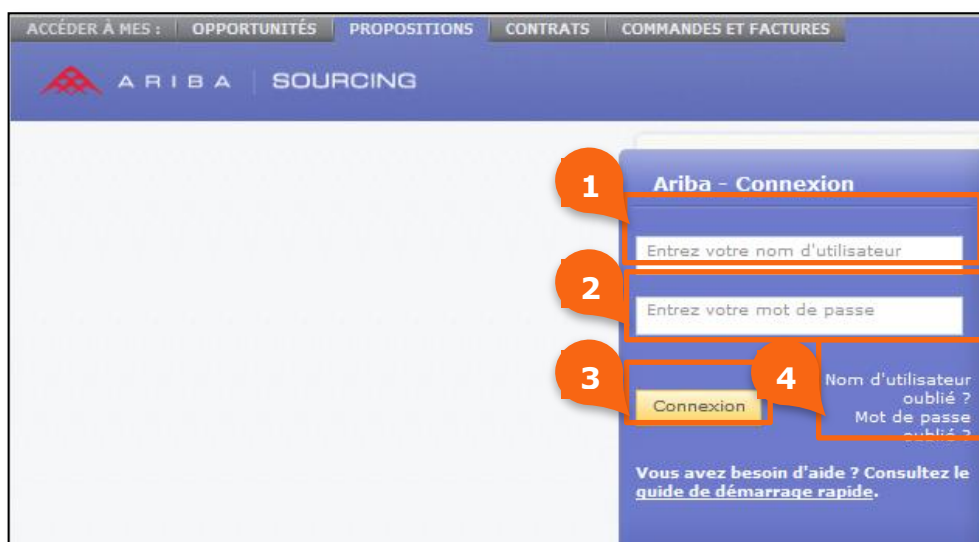 ACCÉDER À MES : OPPORTUNITÉS PROPOSITIONS CONTRATS COMMANDES ET FACTURES
ARIBA SOURCING
1
Ariba - Connexion
Entrez votre nom d'utilisateur
2
Entrez votre mot de passe
3
Connexion
4
Nom d'utilisateur
oublié ?
Mot de passe
oublié ?
Vous avez besoin d'aide ? Consultez le
guide de démarrage rapide.